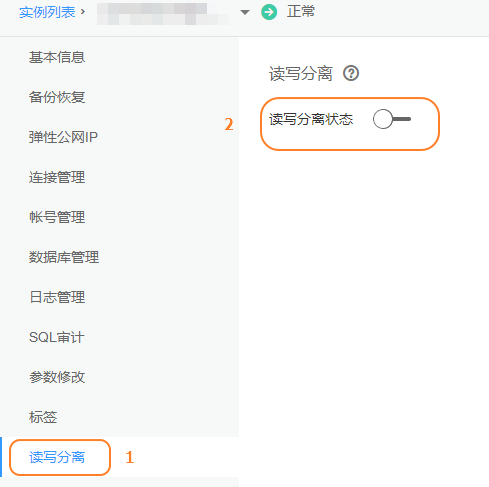 实例列表 › 正常
基本信息
备份恢复
弹性公网IP
连接管理
帐号管理
数据库管理
日志管理
SQL审计
参数修改
标签
读写分离 1
读写分离 ?
2 读写分离状态